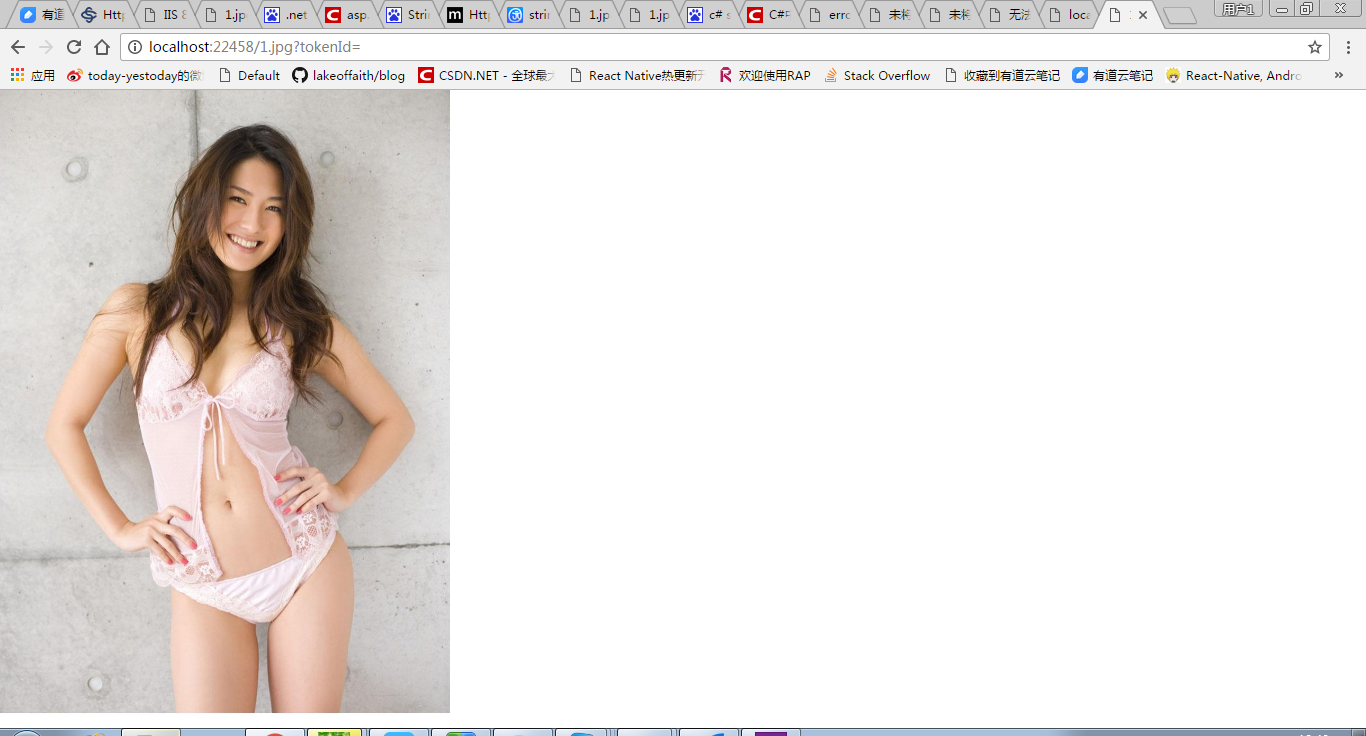 有道 Http IIS 8 1.jp .net asp. Strin Http strin 1.jp 1.jp c# s C#F erro 未 未 无法 loca 用户1
localhost:22458/1.jpg?tokenId=
应用 today-yestoday的微 Default lakeoffaith/blog CSDN.NET - 全球最大 React Native热更新 欢迎使用RAP Stack Overflow 收藏到有道云笔记 有道云笔记 React-Native, Andro »